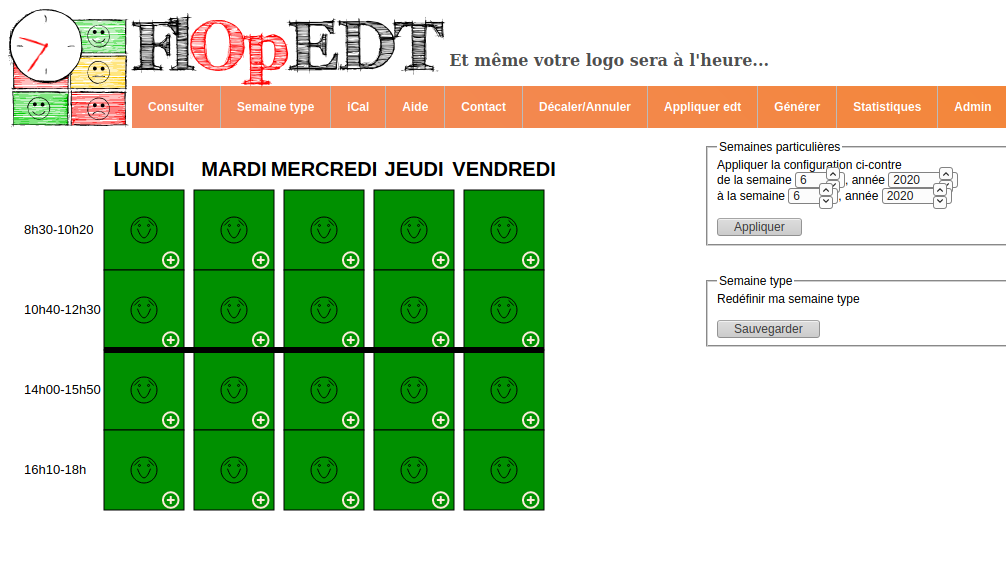 FlOpEDT
Et même votre logo sera à l'heure...
Consulter Semaine type iCal Aide Contact Décaler/Annuler Appliquer edt Générer Statistiques Admin
LUNDI MARDI MERCREDI JEUDI VENDREDI
8h30-10h20
10h40-12h30
14h00-15h50
16h10-18h
Semaines particulières
Appliquer la configuration ci-contre
de la semaine 6 , année 2020
à la semaine 6 , année 2020
Appliquer
Semaine type
Redéfinir ma semaine type
Sauvegarder